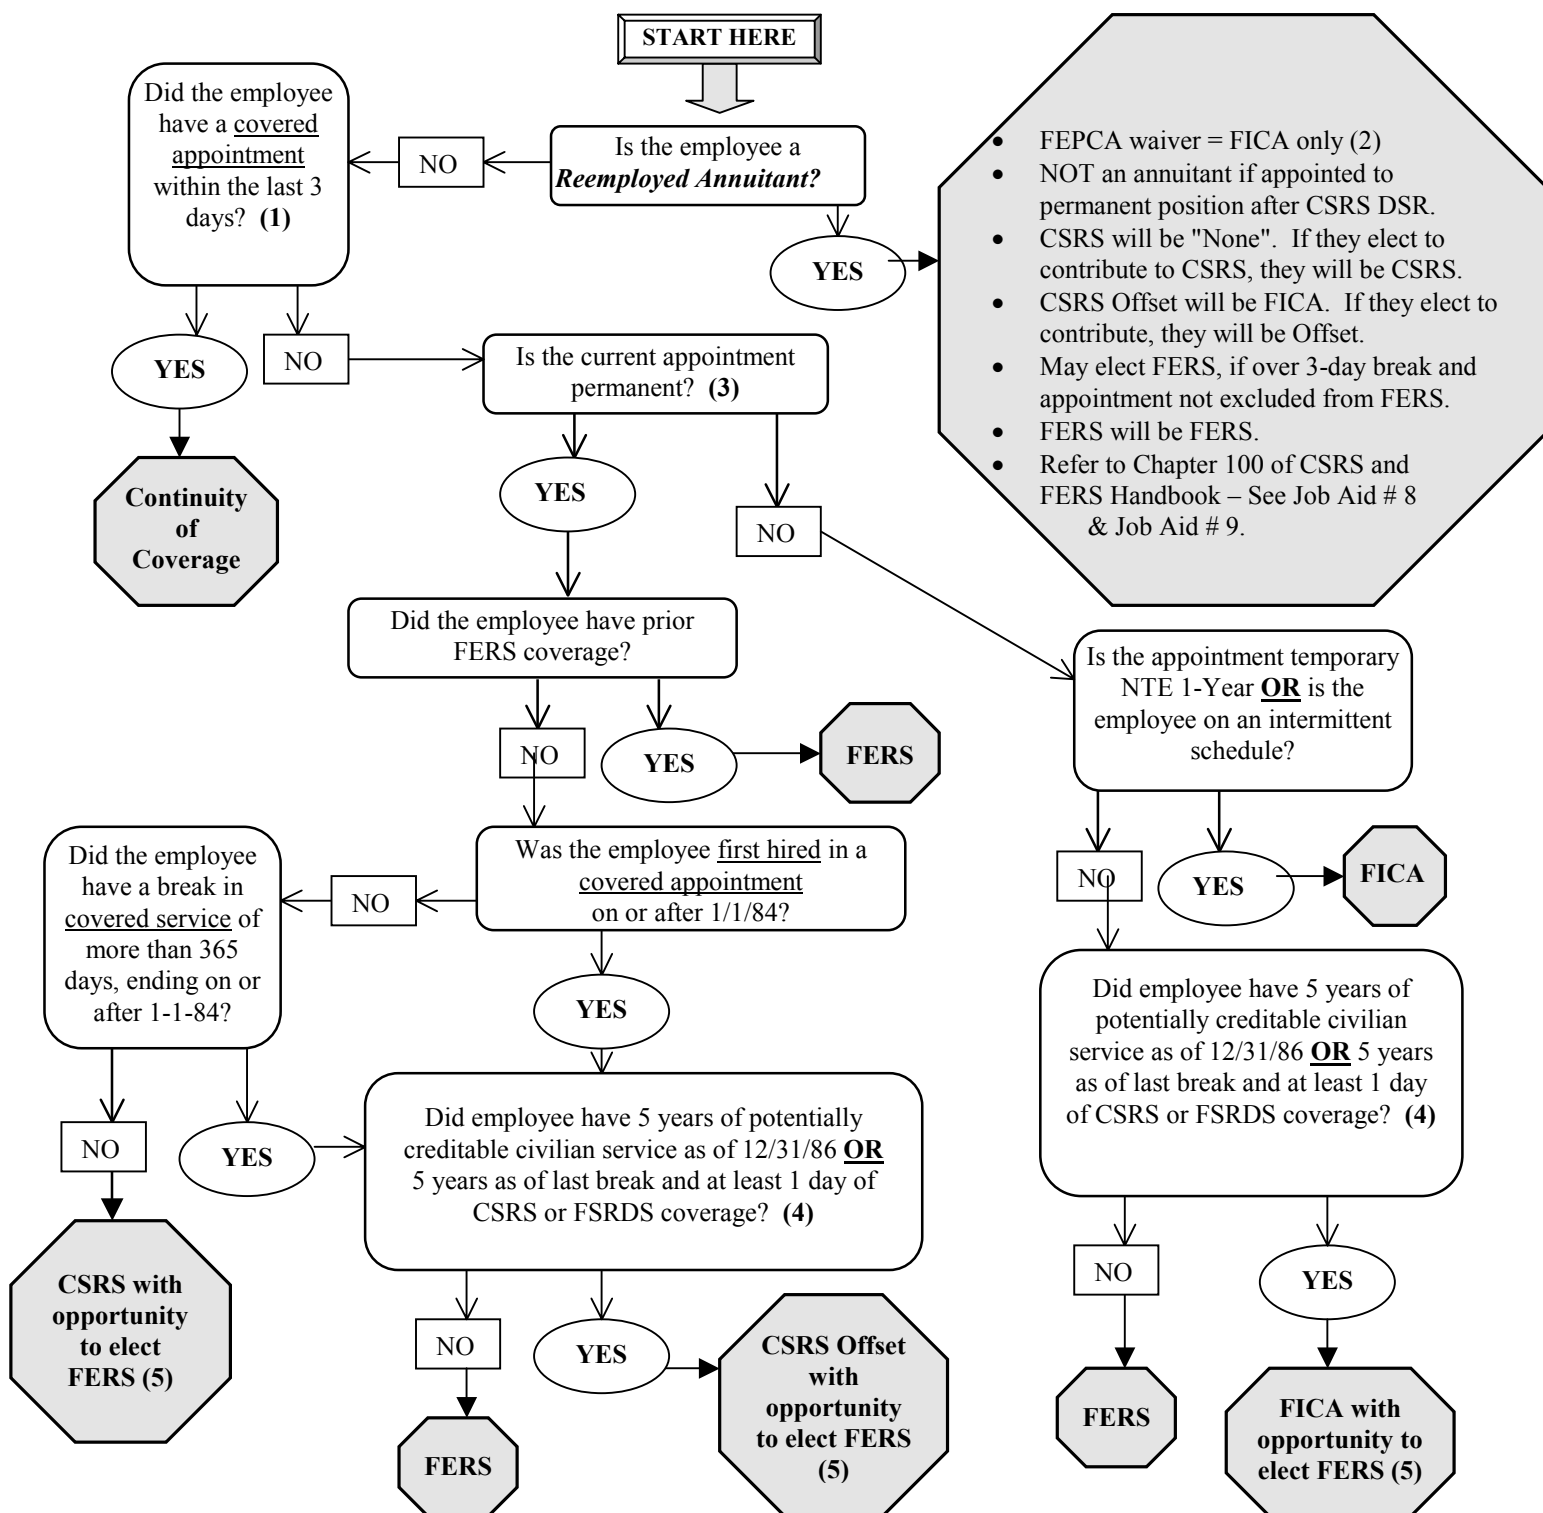 START HERE
Is the employee a
Reemployed Annuitant?
NO
YES
Did the employee
have a covered
appointment
within the last 3
days? (1)
YES
NO
Continuity
of
Coverage
• FEPCA waiver = FICA only (2)
• NOT an annuitant if appointed to
permanent position after CSRS DSR.
• CSRS will be "None". If they elect to
contribute to CSRS, they will be CSRS.
• CSRS Offset will be FICA. If they elect to
contribute, they will be Offset.
• May elect FERS, if over 3-day break and
appointment not excluded from FERS.
• FERS will be FERS.
• Refer to Chapter 100 of CSRS and
FERS Handbook – See Job Aid # 8
& Job Aid # 9.
Is the current appointment
permanent? (3)
YES
NO
Did the employee have prior
FERS coverage?
NO
YES
FERS
Is the appointment temporary
NTE 1-Year OR is the
employee on an intermittent
schedule?
NO
YES
FICA
Was the employee first hired in a
covered appointment
on or after 1/1/84?
NO
YES
Did the employee
have a break in
covered service of
more than 365
days, ending on or
after 1-1-84?
NO
YES
CSRS with
opportunity
to elect
FERS (5)
Did employee have 5 years of potentially
creditable civilian service as of 12/31/86 OR
5 years as of last break and at least 1 day of
CSRS or FSRDS coverage? (4)
NO
YES
FERS
CSRS Offset
with
opportunity
to elect FERS
(5)
Did employee have 5 years of
potentially creditable civilian
service as of 12/31/86 OR 5 years
as of last break and at least 1 day
of CSRS or FSRDS coverage? (4)
NO
YES
FERS
FICA with
opportunity to
elect FERS (5)